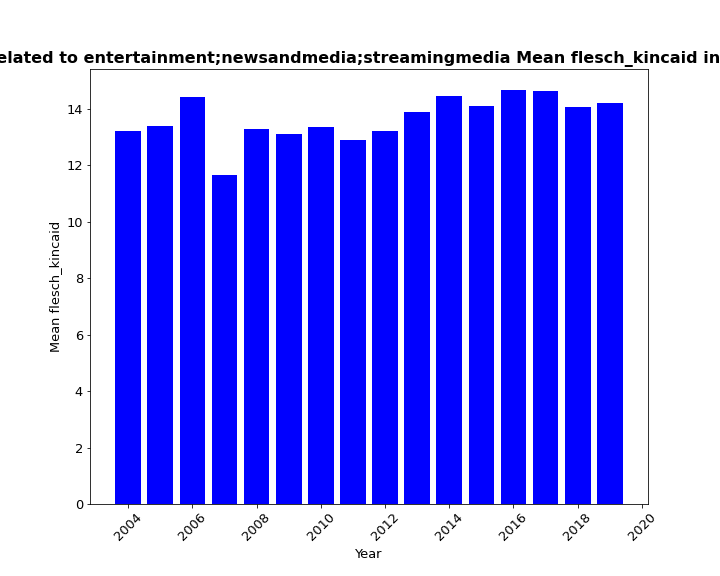 elated to entertainment;newsandmedia;streamingmedia Mean flesch_kincaid in
Mean flesch_kincaid
14
12
10
8
6
4
2
0
2004 2006 2008 2010 2012 2014 2016 2018 2020
Year